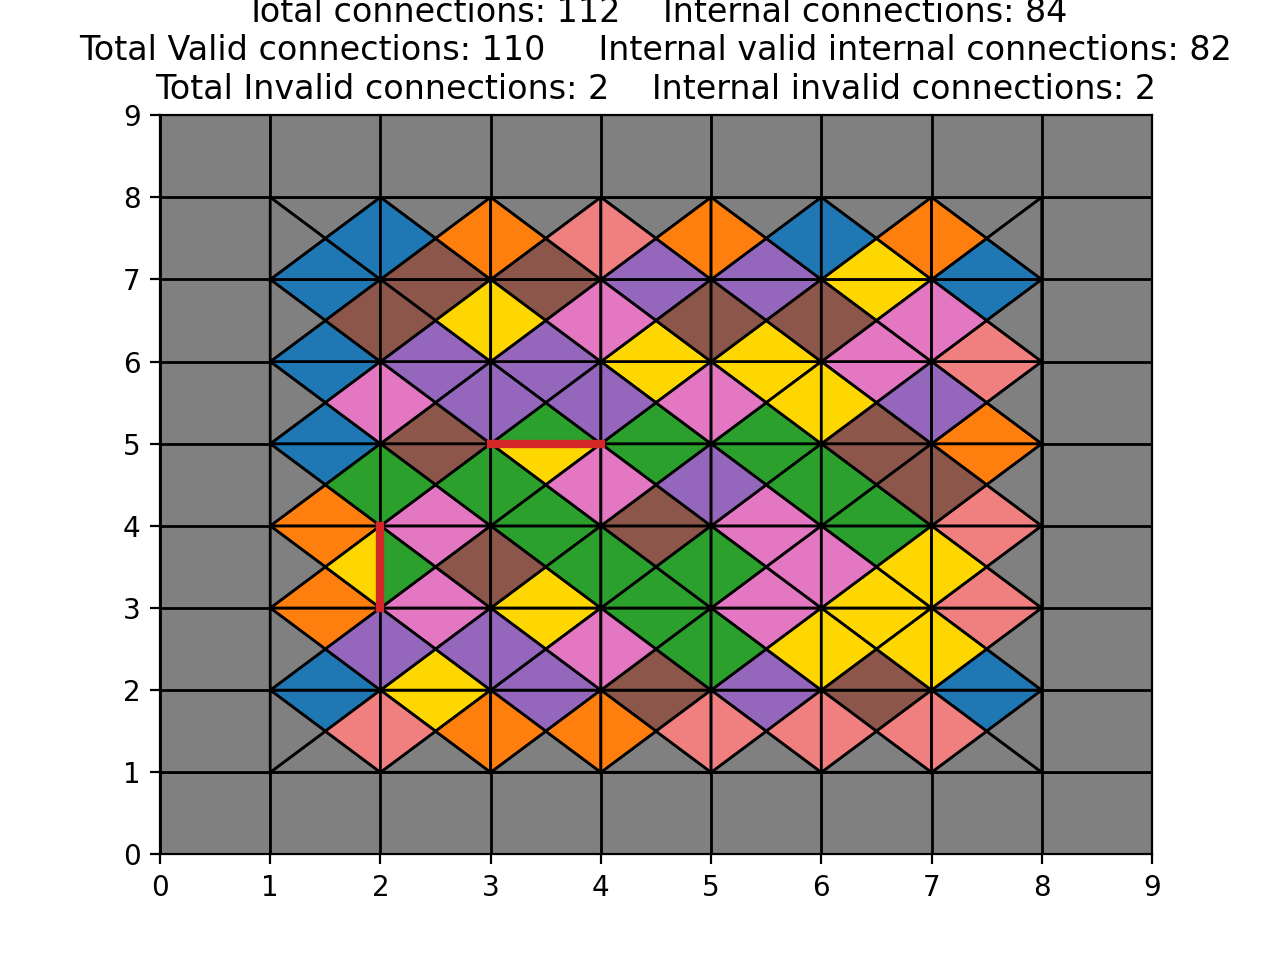 Total connections: 112 Internal connections: 84
Total Valid connections: 110 Internal valid internal connections: 82
Total Invalid connections: 2 Internal invalid connections: 2
9
8
7
6
5
4
3
2
1
0
0 1 2 3 4 5 6 7 8 9